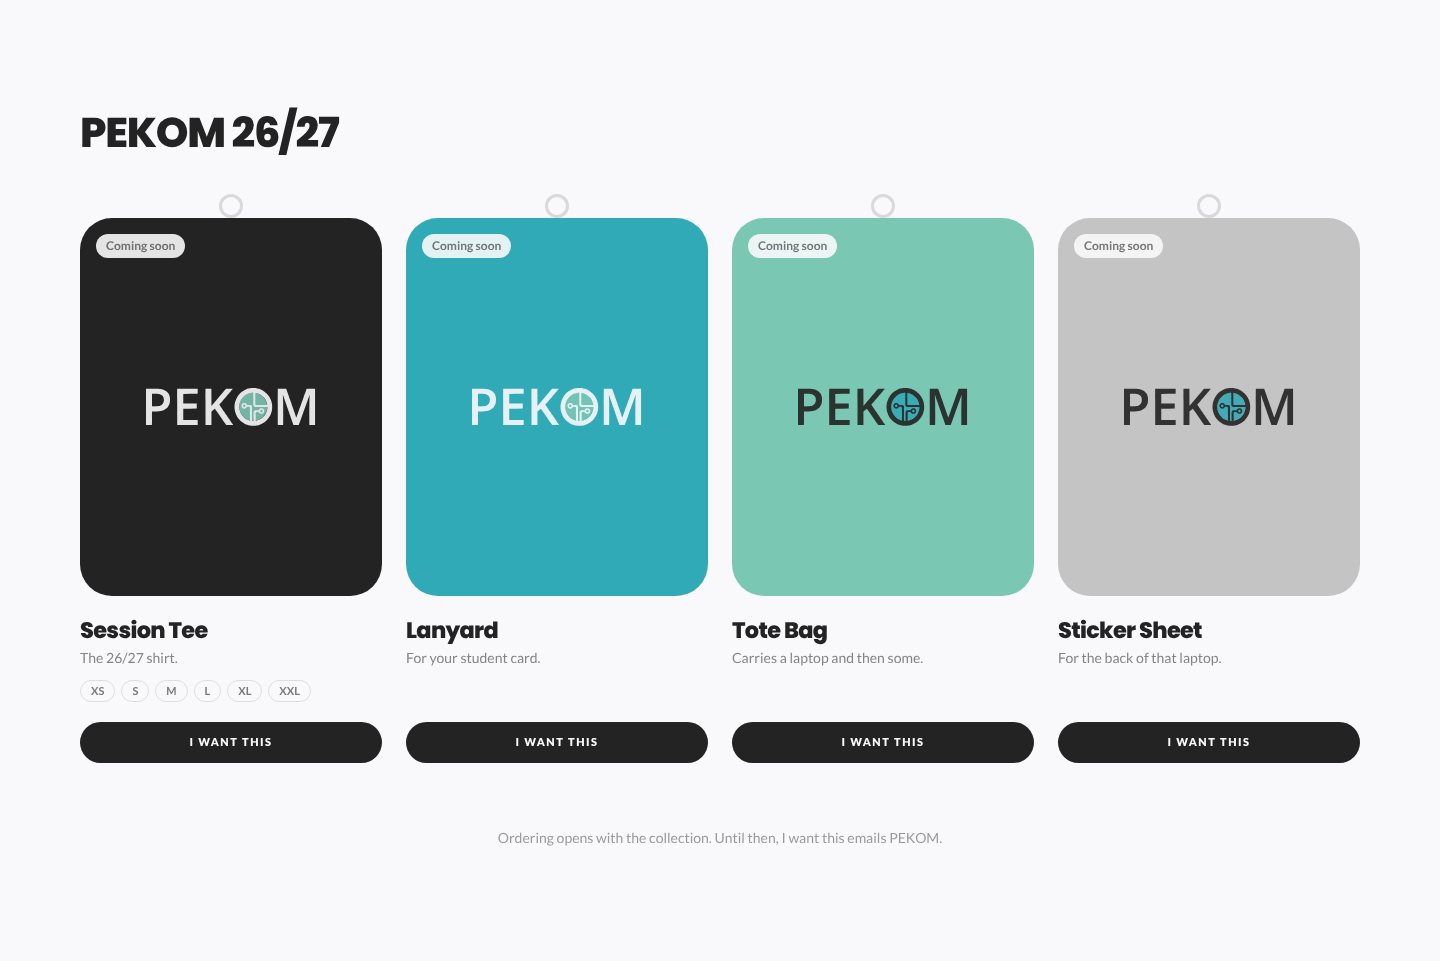 PEKOM 26/27
Coming soon
PEKOM
Session Tee
The 26/27 shirt.
XS S M L XL XXL
I WANT THIS
Coming soon
PEKOM
Lanyard
For your student card.
I WANT THIS
Coming soon
PEKOM
Tote Bag
Carries a laptop and then some.
I WANT THIS
Coming soon
PEKOM
Sticker Sheet
For the back of that laptop.
I WANT THIS
Ordering opens with the collection. Until then, I want this emails PEKOM.